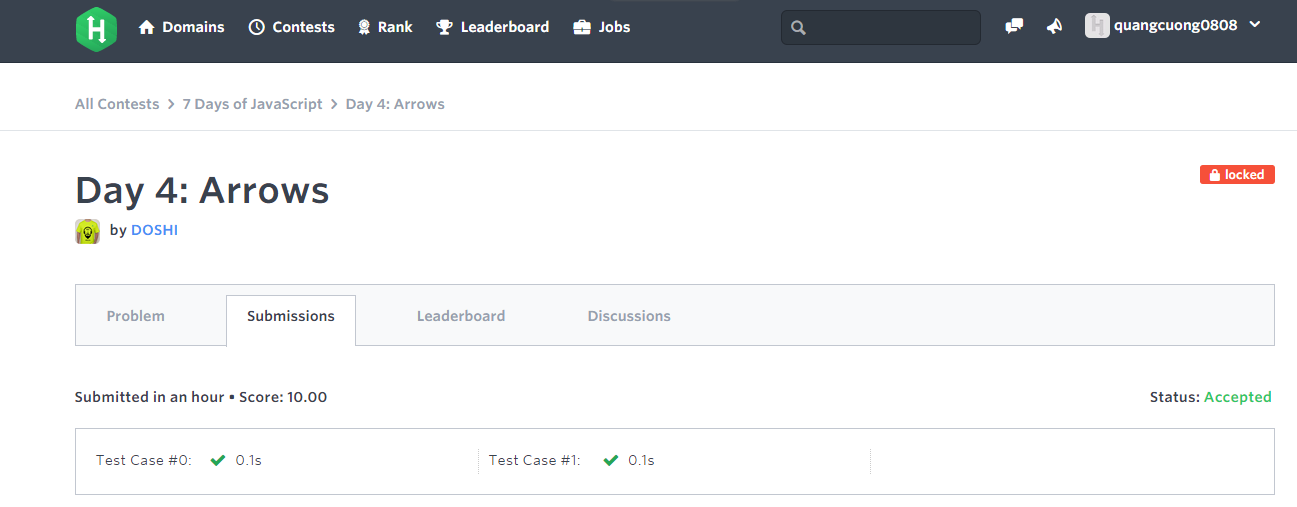 Domains Contests Rank Leaderboard Jobs quangcuong0808
All Contests > 7 Days of JavaScript > Day 4: Arrows
Day 4: Arrows
locked
by DOSHI
Problem Submissions Leaderboard Discussions
Submitted in an hour • Score: 10.00 Status: Accepted
Test Case #0: ✔ 0.1s Test Case #1: ✔ 0.1s